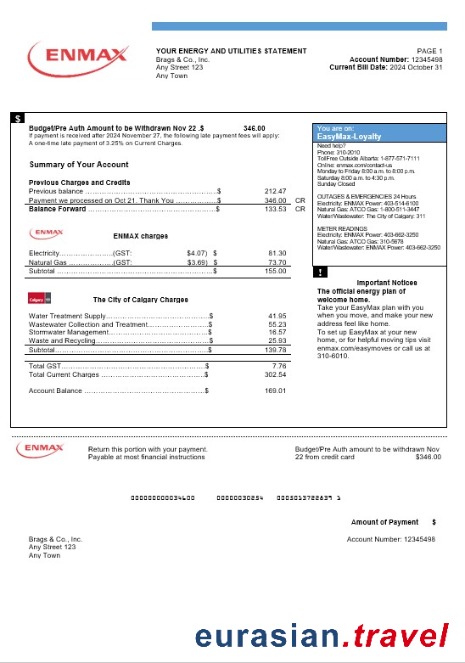 ENMAX
YOUR ENERGY AND UTILITIES STATEMENT
Brags & Co., Inc.
Any Street 123
Any Town
PAGE 1
Account Number: 12345498
Current Bill Date: 2024 October 31
$
Budget/Pre Auth Amount to be Withdrawn Nov 22 .$ 346.00
If payment is received after 2024 November 27, the following late payment fees will apply:
A one-time late payment of 3.25% on Current Charges.
Summary of Your Account
Previous Charges and Credits
Previous balance ..................$ 212.47
Payment we processed on Oct 21. Thank You ..................$ 346.00 CR
Balance Forward ..................$ 133.53 CR
ENMAX
ENMAX charges
Electricity..................(GST: $4.07) $ 81.30
Natural Gas ..................(GST: $3.69) $ 73.70
Subtotal ..................$ 155.00
Calgary
The City of Calgary Charges
Water Treatment Supply..................$ 41.95
Wastewater Collection and Treatment..................$ 55.23
Stormwater Management..................$ 16.57
Waste and Recycling..................$ 25.93
Subtotal..................$ 139.78
Total GST..................$ 7.76
Total Current Charges ..................$ 302.54
Account Balance ..................$ 169.01
You are on:
EasyMax-Loyalty
Need help?
Phone: 310-2010
TollFree Outside Alberta: 1-877-571-7111
Online: enmax.com/contact-us
Monday to Friday 8:00 a.m. to 8:00 p.m.
Saturday 8:00 a.m. to 4:30 p.m.
Sunday Closed
OUTAGES & EMERGENCIES 24 Hours
Electricity: ENMAX Power: 403-514-6100
Natural Gas: ATCO Gas: 1-800-511-3447
Water/Wastewater: The City of Calgary: 311
METER READINGS
Electricity: ENMAX Power: 403-662-3250
Natural Gas: ATCO Gas: 310-5678
Water/Wastewater: ENMAX Power: 403-662-3250
!
Important Notices
The official energy plan of
welcome home.
Take your EasyMax plan with you
when you move, and make your new
address feel like home.
To set up EasyMax at your new
home, or for helpful moving tips visit
enmax.com/easymoves or call us at
310-6010.
ENMAX
Return this portion with your payment.
Payable at most financial instructions
Budget/Pre Auth amount to be withdrawn Nov
22 from credit card $346.00
Amount of Payment $
Brags & Co., Inc.
Any Street 123
Any Town
Account Number: 12345498
eurasian.travel